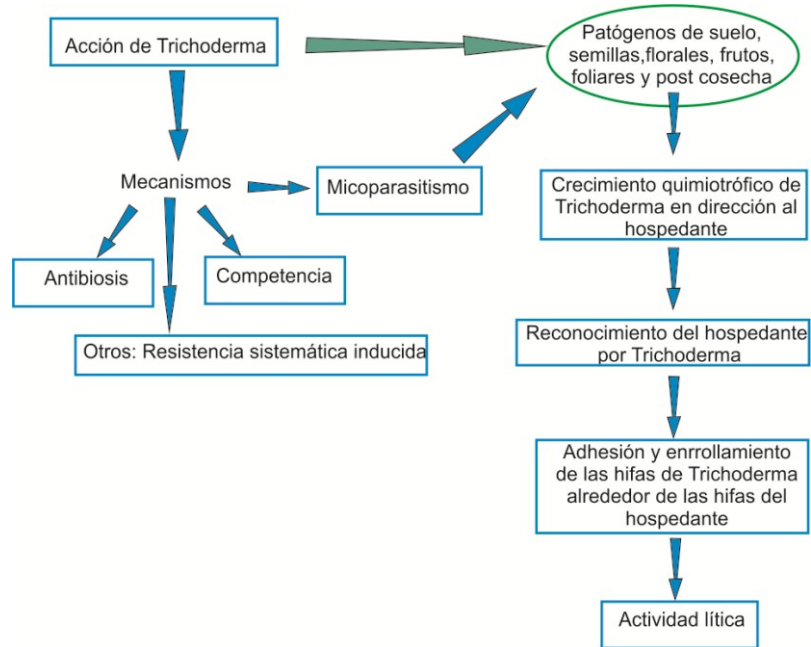 Acción de Trichoderma
Patógenos de suelo,
semillas,florales, frutos,
foliares y post cosecha
Mecanismos
Micoparasitismo
Crecimiento quimiotrófico de
Trichoderma en dirección al
hospedante
Antibiosis
Competencia
Otros: Resistencia sistemática inducida
Reconocimiento del hospedante
por Trichoderma
Adhesión y enrrollamiento
de las hifas de Trichoderma
alrededor de las hifas del
hospedante
Actividad lítica